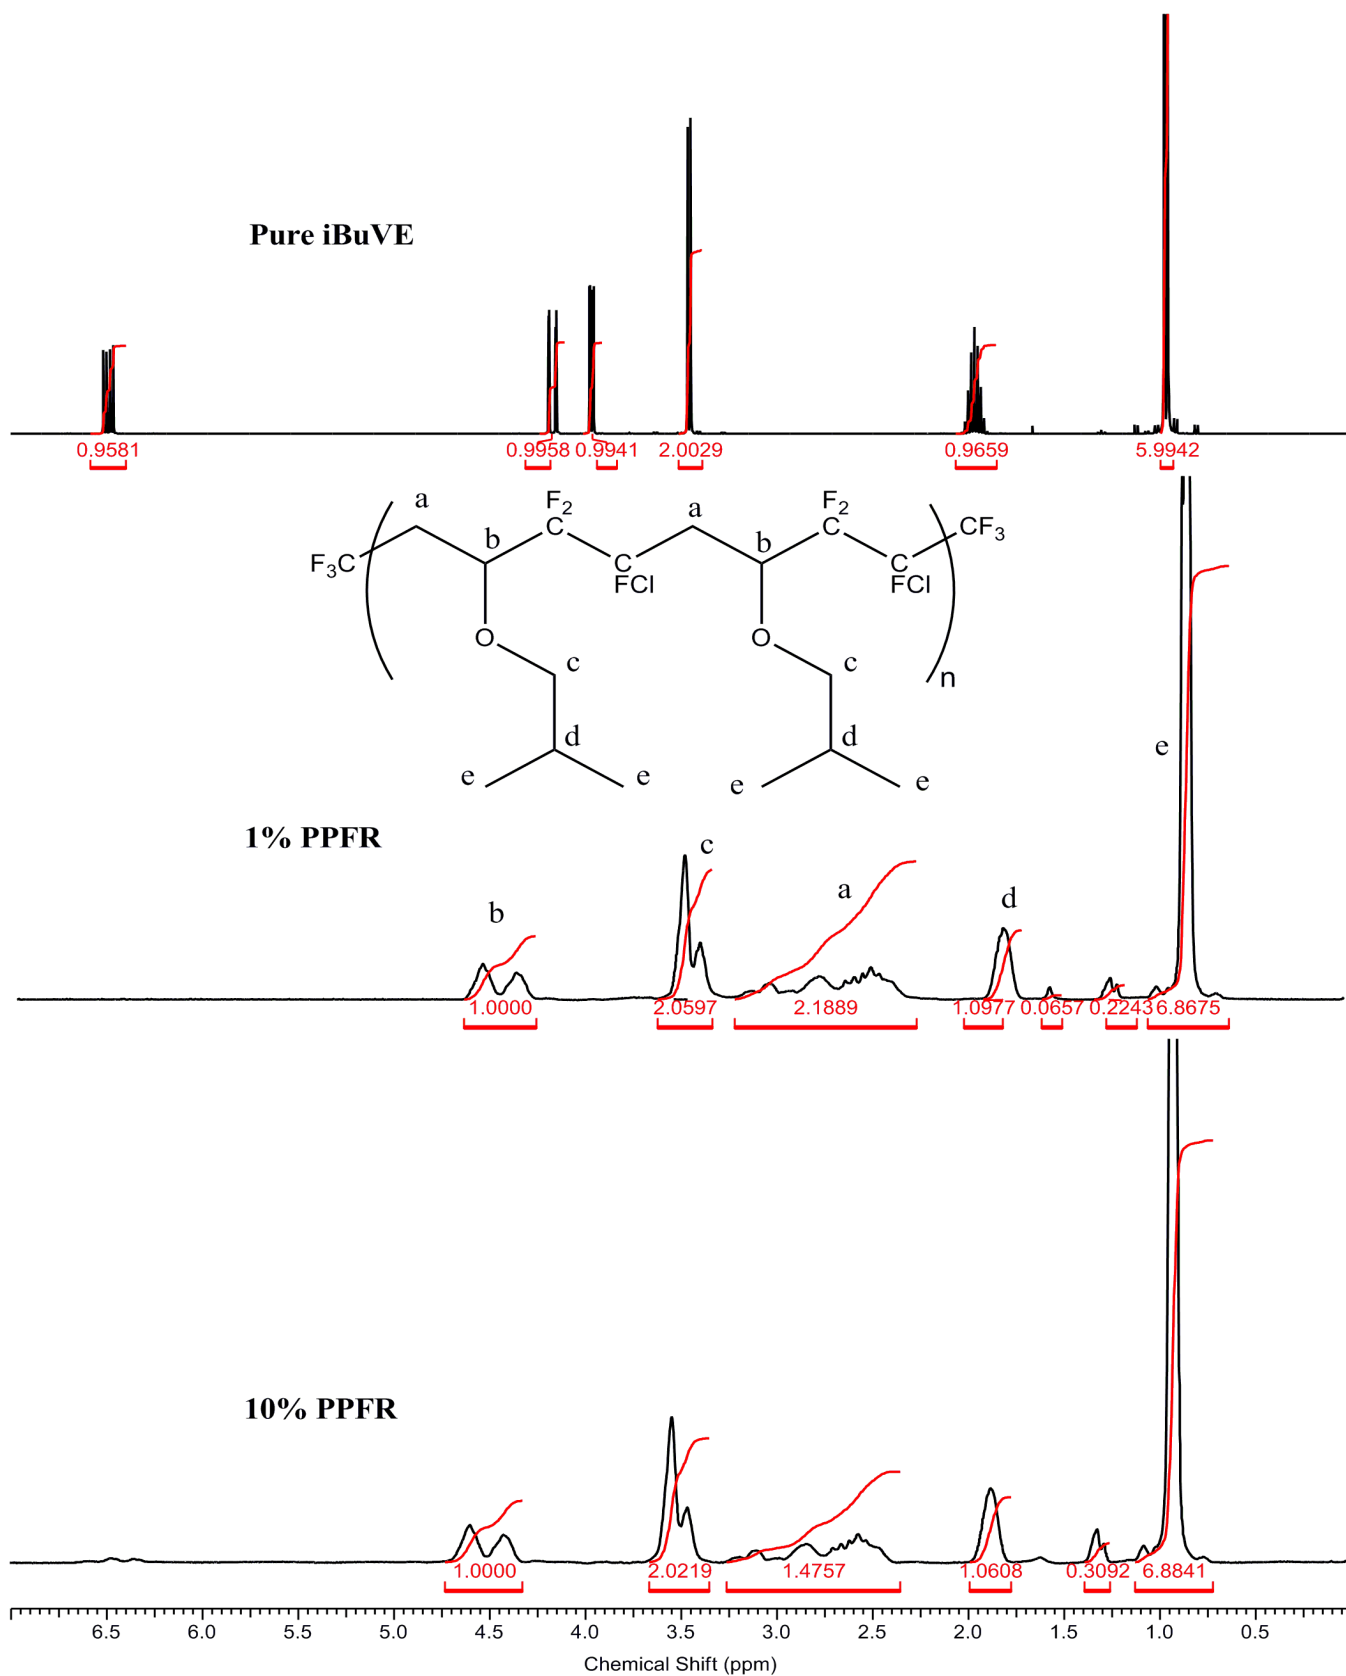 Pure iBuVE
0.9581 0.9958 0.9941 2.0029 0.9659 5.9942
a F2 a F2
b C b C CF3
F3C C C
FCl FCl
O O
c c n
d d
e e e e
1% PPFR
b c a d e
1.0000 2.0597 2.1889 1.0977 0.0657 0.2243 6.8675
10% PPFR
1.0000 2.0219 1.4757 1.0608 0.3092 6.8841
6.5 6.0 5.5 5.0 4.5 4.0 3.5 3.0 2.5 2.0 1.5 1.0 0.5
Chemical Shift (ppm)